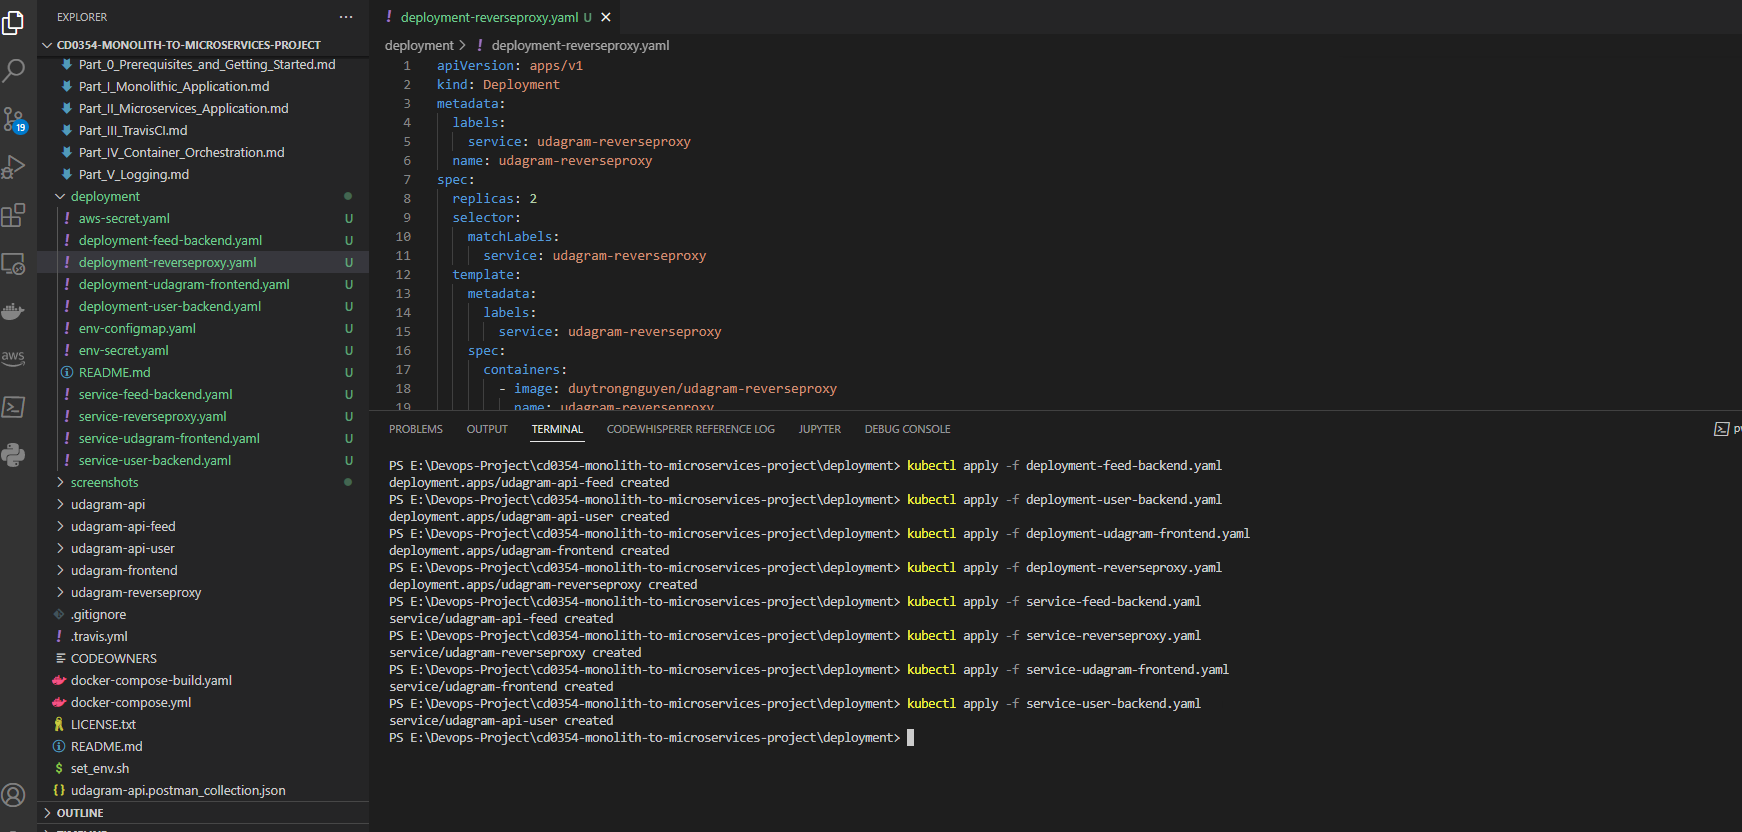 EXPLORER
...
CD0354-MONOLITH-TO-MICROSERVICES-PROJECT
Part_0_Prerequisites_and_Getting_Started.md
Part_I_Monolithic_Application.md
Part_II_Microservices_Application.md
Part_III_TravisCI.md
Part_IV_Container_Orchestration.md
Part_V_Logging.md
deployment
aws-secret.yaml U
deployment-feed-backend.yaml U
deployment-reverseproxy.yaml U
deployment-udagram-frontend.yaml U
deployment-user-backend.yaml U
env-configmap.yaml U
env-secret.yaml U
README.md U
service-feed-backend.yaml U
service-reverseproxy.yaml U
service-udagram-frontend.yaml U
service-user-backend.yaml U
screenshots
udagram-api
udagram-api-feed
udagram-api-user
udagram-frontend
udagram-reverseproxy
.gitignore
.travis.yml
CODEOWNERS
docker-compose-build.yaml
docker-compose.yml
LICENSE.txt
README.md
set_env.sh
udagram-api.postman_collection.json
OUTLINE
TIMELINE
19
aws
deployment-reverseproxy.yaml U
deployment > ! deployment-reverseproxy.yaml
1 apiVersion: apps/v1
2 kind: Deployment
3 metadata:
4 labels:
5 service: udagram-reverseproxy
6 name: udagram-reverseproxy
7 spec:
8 replicas: 2
9 selector:
10 matchLabels:
11 service: udagram-reverseproxy
12 template:
13 metadata:
14 labels:
15 service: udagram-reverseproxy
16 spec:
17 containers:
18 - image: duytrongnguyen/udagram-reverseproxy
19 name: udagram-reverseproxy
PROBLEMS OUTPUT TERMINAL CODEWHISPERER REFERENCE LOG JUPYTER DEBUG CONSOLE
PS E:\Devops-Project\cd0354-monolith-to-microservices-project\deployment> kubectl apply -f deployment-feed-backend.yaml
deployment.apps/udagram-api-feed created
PS E:\Devops-Project\cd0354-monolith-to-microservices-project\deployment> kubectl apply -f deployment-user-backend.yaml
deployment.apps/udagram-api-user created
PS E:\Devops-Project\cd0354-monolith-to-microservices-project\deployment> kubectl apply -f deployment-udagram-frontend.yaml
deployment.apps/udagram-frontend created
PS E:\Devops-Project\cd0354-monolith-to-microservices-project\deployment> kubectl apply -f deployment-reverseproxy.yaml
deployment.apps/udagram-reverseproxy created
PS E:\Devops-Project\cd0354-monolith-to-microservices-project\deployment> kubectl apply -f service-feed-backend.yaml
service/udagram-api-feed created
PS E:\Devops-Project\cd0354-monolith-to-microservices-project\deployment> kubectl apply -f service-reverseproxy.yaml
service/udagram-reverseproxy created
PS E:\Devops-Project\cd0354-monolith-to-microservices-project\deployment> kubectl apply -f service-udagram-frontend.yaml
service/udagram-frontend created
PS E:\Devops-Project\cd0354-monolith-to-microservices-project\deployment> kubectl apply -f service-user-backend.yaml
service/udagram-api-user created
PS E:\Devops-Project\cd0354-monolith-to-microservices-project\deployment>